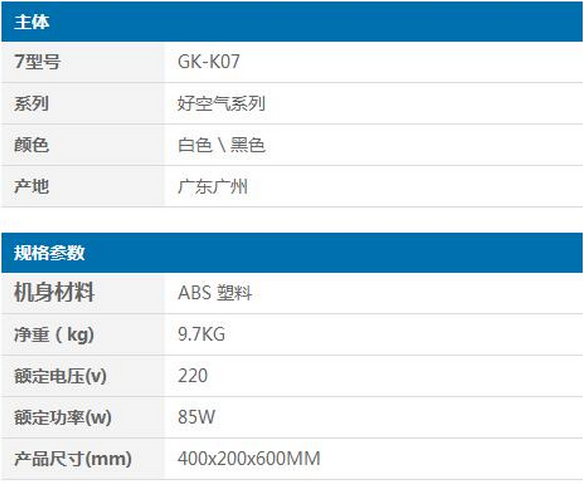 主体
7型号 GK-K07
系列 好空气系列
颜色 白色 \ 黑色
产地 广东广州
规格参数
机身材料 ABS 塑料
净重（kg) 9.7KG
额定电压(v) 220
额定功率(w) 85W
产品尺寸(mm) 400x200x600MM